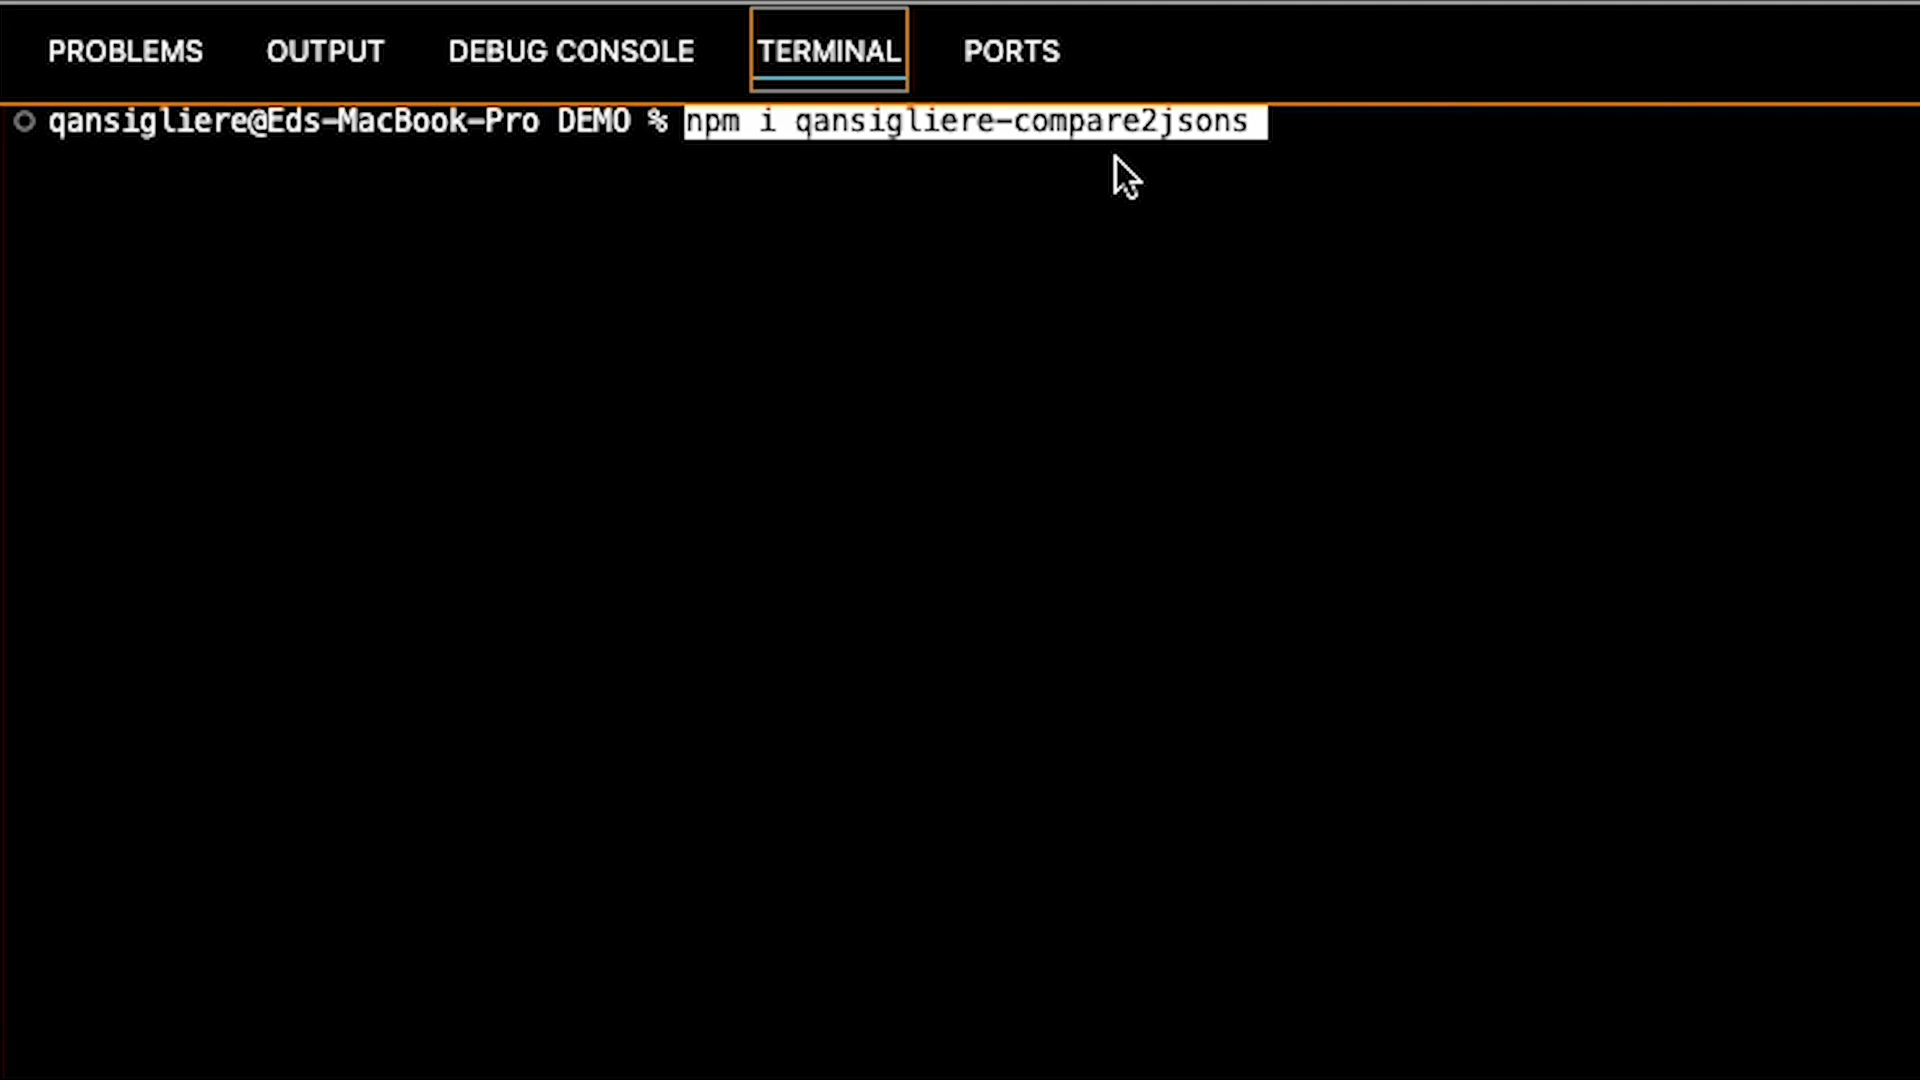 PROBLEMS OUTPUT DEBUG CONSOLE TERMINAL PORTS
qansigliere@Eds-MacBook-Pro DEMO % npm i qansigliere-compare2jsons